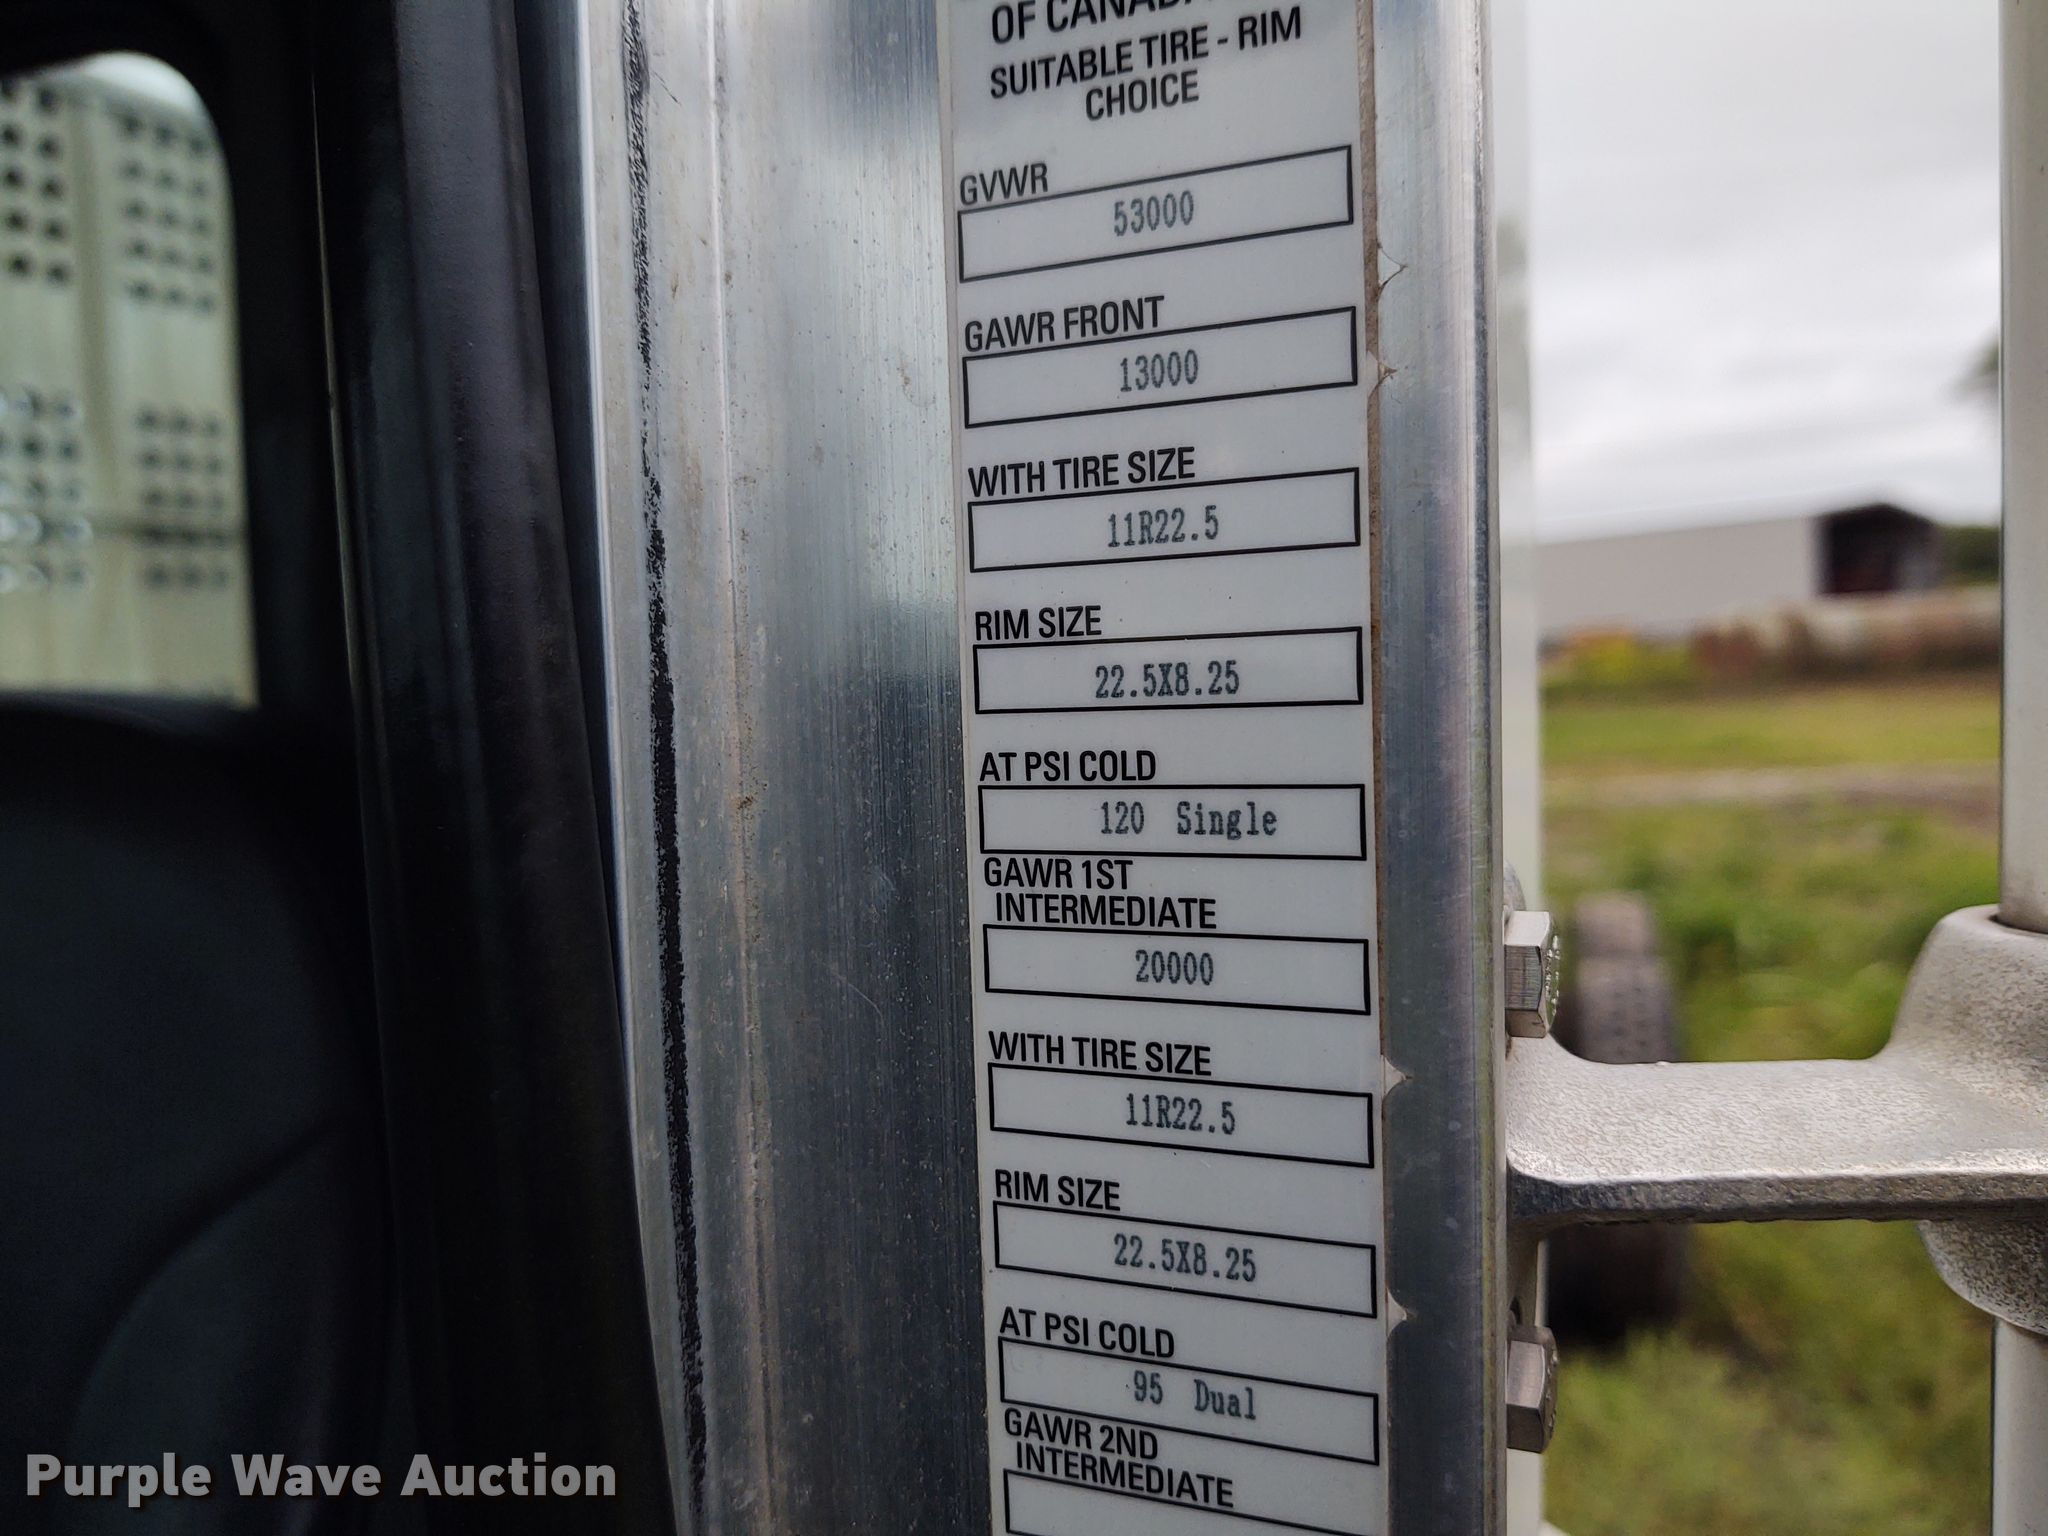 OF CANADA
SUITABLE TIRE - RIM
CHOICE
GVWR
53000
GAWR FRONT
13000
WITH TIRE SIZE
11R22.5
RIM SIZE
22.5X8.25
AT PSI COLD
120 Single
GAWR 1ST
INTERMEDIATE
20000
WITH TIRE SIZE
11R22.5
RIM SIZE
22.5X8.25
AT PSI COLD
95 Dual
GAWR 2ND
INTERMEDIATE
Purple Wave Auction